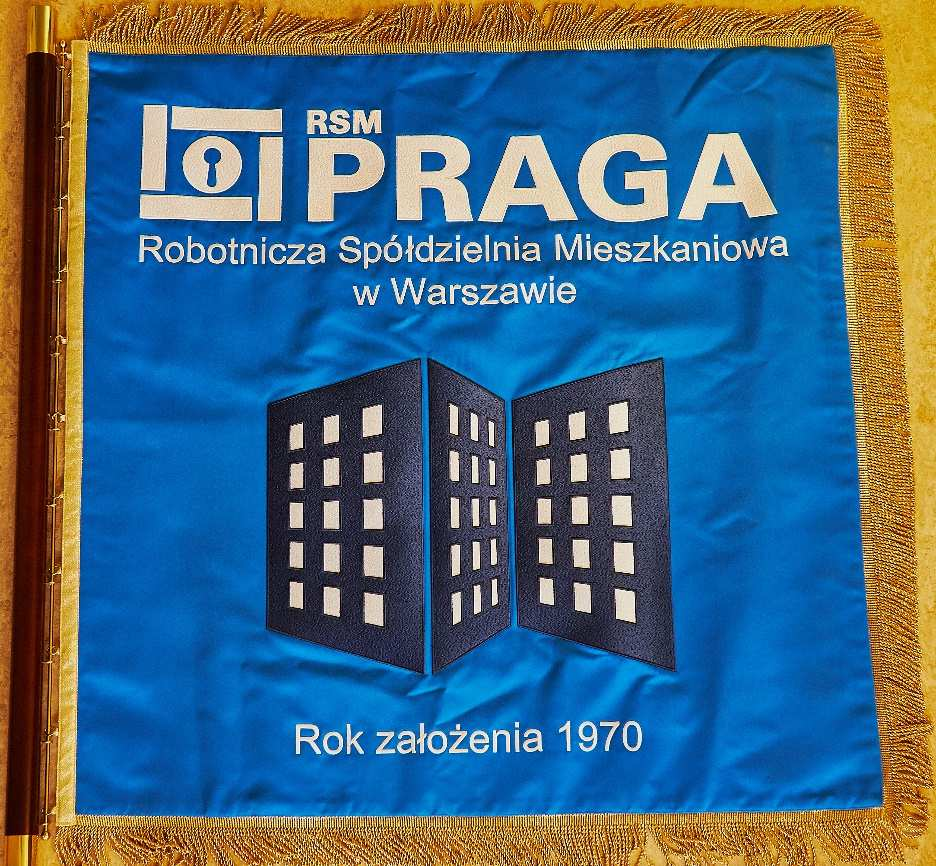 RSM
PRAGA
Robotnicza Spółdzielnia Mieszkaniowa
w Warszawie
Rok założenia 1970